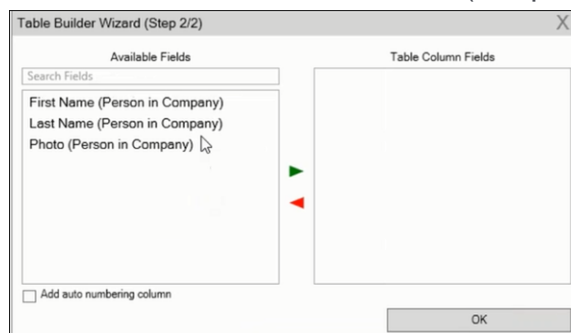 Table Builder Wizard (Step 2/2) X
Available Fields
Table Column Fields
Search Fields
First Name (Person in Company)
Last Name (Person in Company)
Photo (Person in Company)
Add auto numbering column
OK